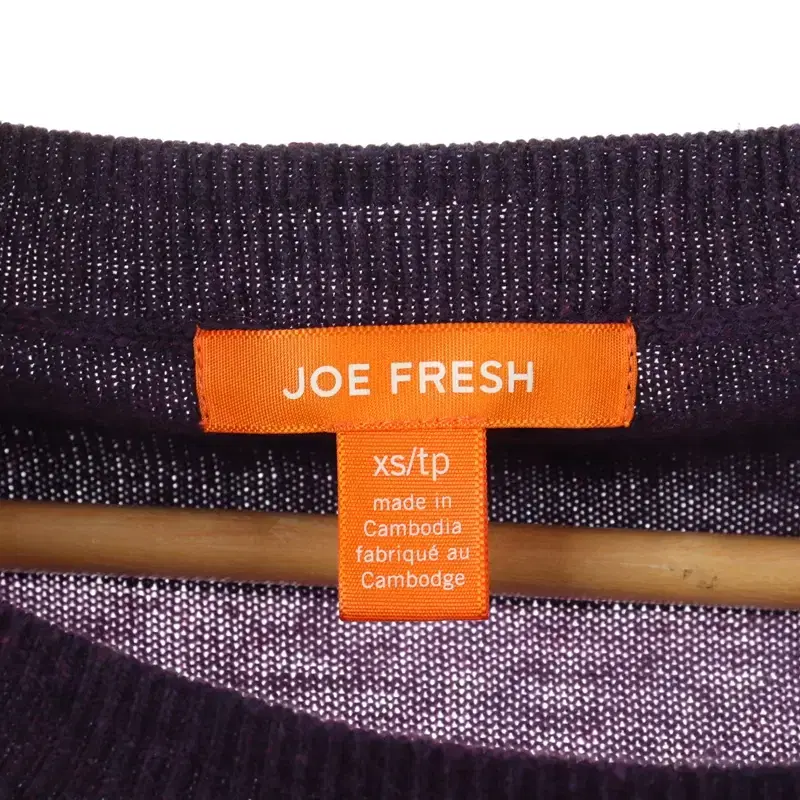 JOE FRESH
xs/tp
made in
Cambodia
fabriqué au
Cambodge